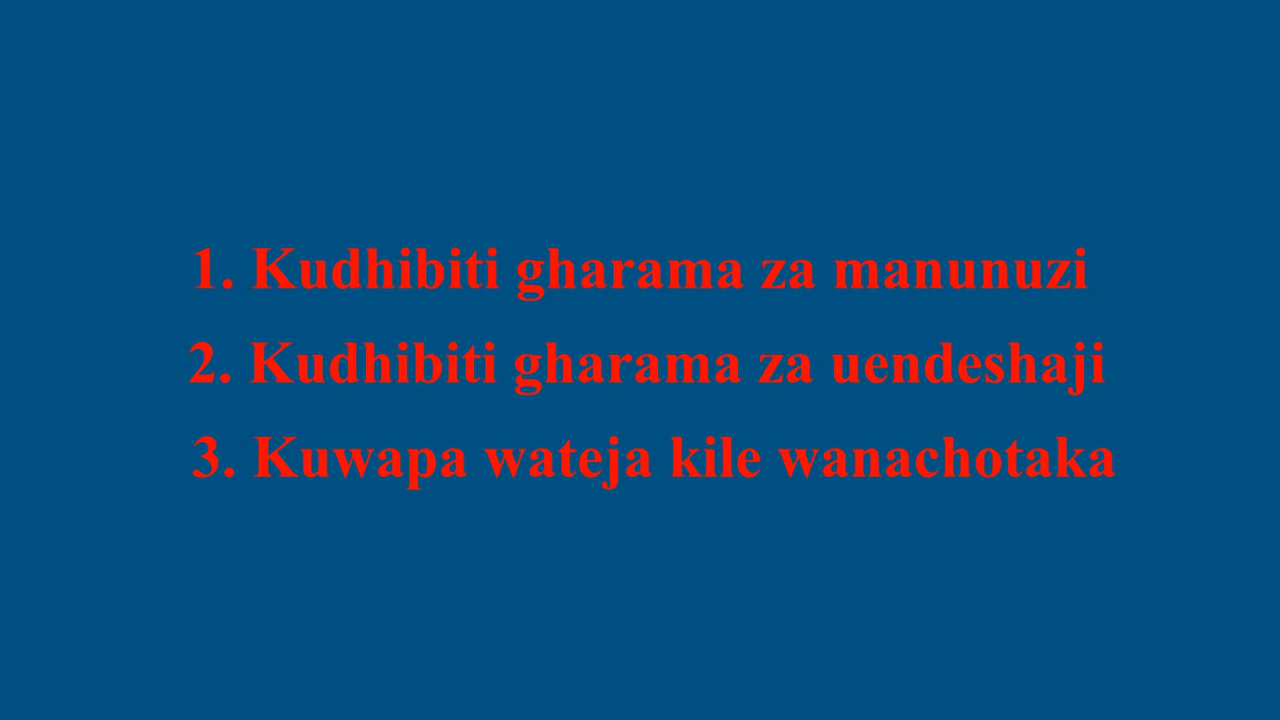 1. Kudhibiti gharama za manunuzi
2. Kudhibiti gharama za uendeshaji
3. Kuwapa wateja kile wanachotaka